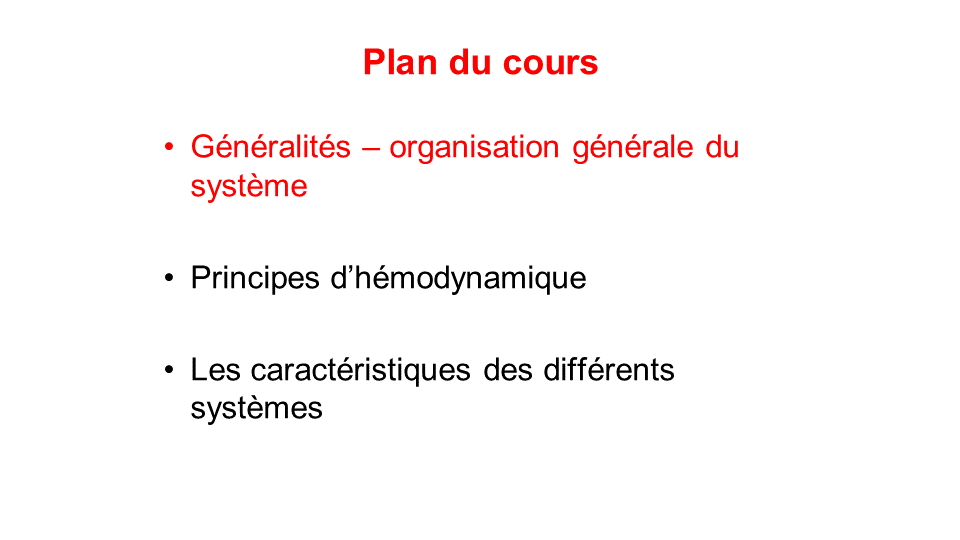 Plan du cours
• Généralités – organisation générale du
système
• Principes d’hémodynamique
• Les caractéristiques des différents
systèmes